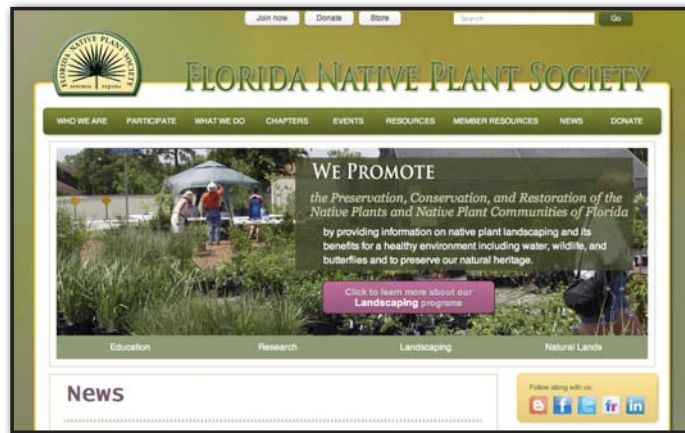 Join now Donate Store Search Go
FLORIDA NATIVE PLANT SOCIETY
FLORIDA NATIVE PLANT SOCIETY
WHO WE ARE PARTICIPATE WHAT WE DO CHAPTERS EVENTS RESOURCES MEMBER RESOURCES NEWS DONATE
WE PROMOTE
the Preservation, Conservation, and Restoration of the
Native Plants and Native Plant Communities of Florida
by providing information on native plant landscaping and its
benefits for a healthy environment including water, wildlife, and
butterflies and to preserve our natural heritage.
Click to learn more about our
Landscaping programs
Education Research Landscaping Natural Lands
News
Follow along with us:
f t fr in